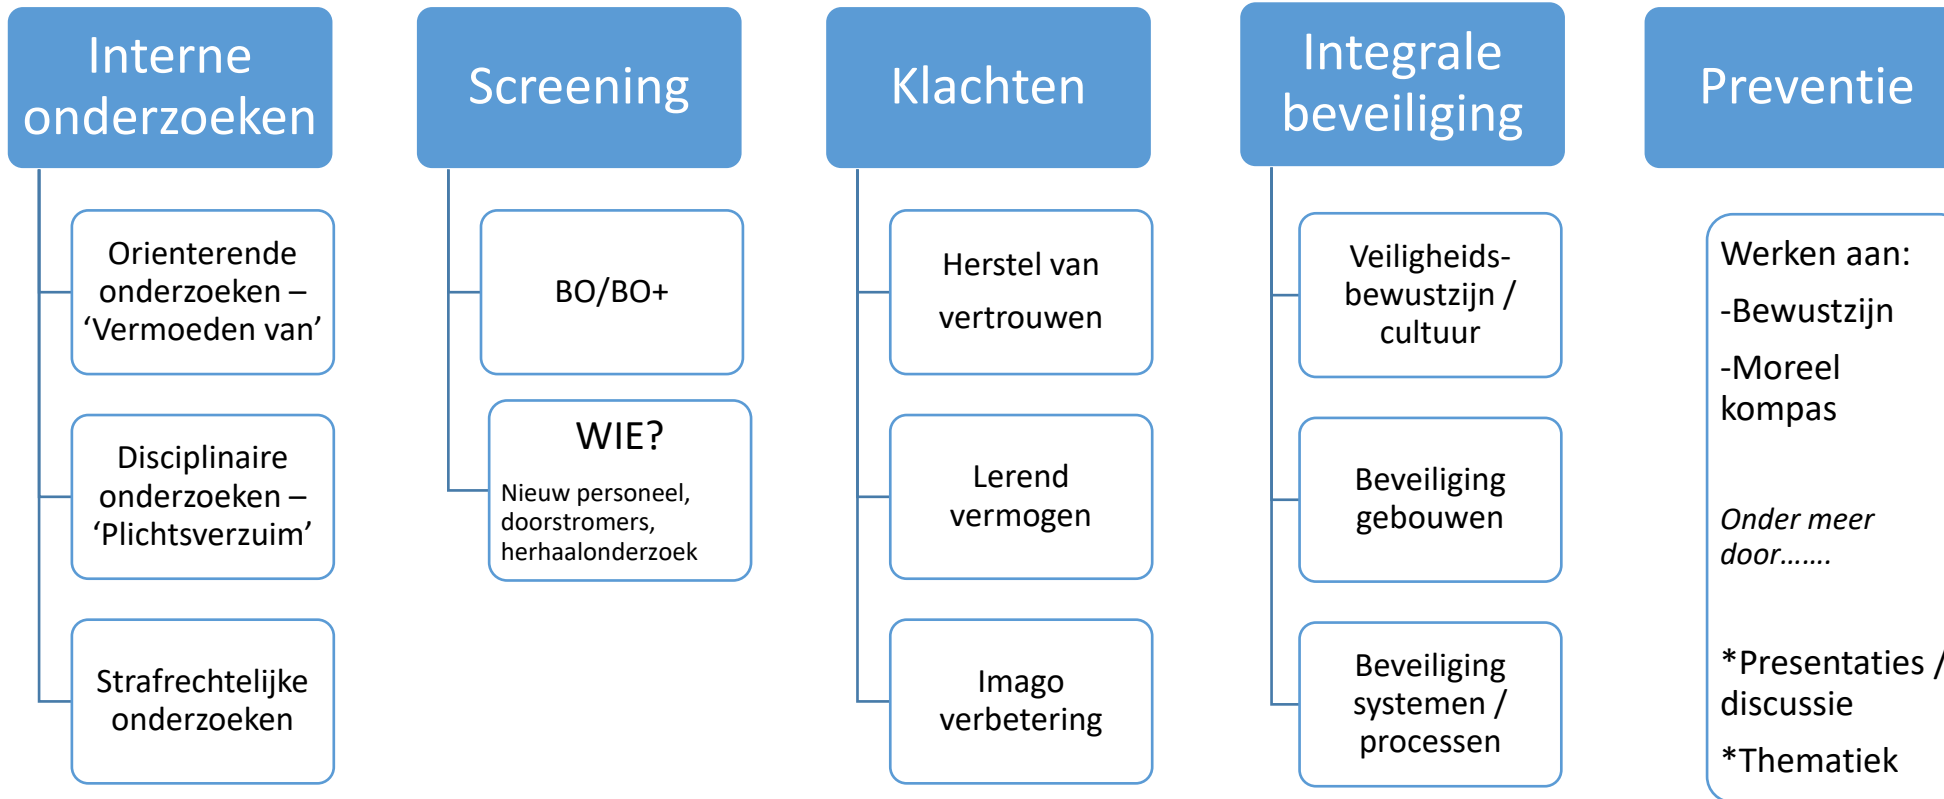 Interne
onderzoeken
Orienterende
onderzoeken –
‘Vermoeden van’
Disciplinaire
onderzoeken –
‘Plichtsverzuim’
Strafrechtelijke
onderzoeken
Screening
BO/BO+
WIE?
Nieuw personeel,
doorstromers,
herhaalonderzoek
Klachten
Herstel van
vertrouwen
Lerend
vermogen
Imago
verbetering
Integrale
beveiliging
Veiligheids-
bewustzijn /
cultuur
Beveiliging
gebouwen
Beveiliging
systemen /
processen
Preventie
Werken aan:
-Bewustzijn
-Moreel
kompas
Onder meer
door…….
*Presentaties /
discussie
*Thematiek